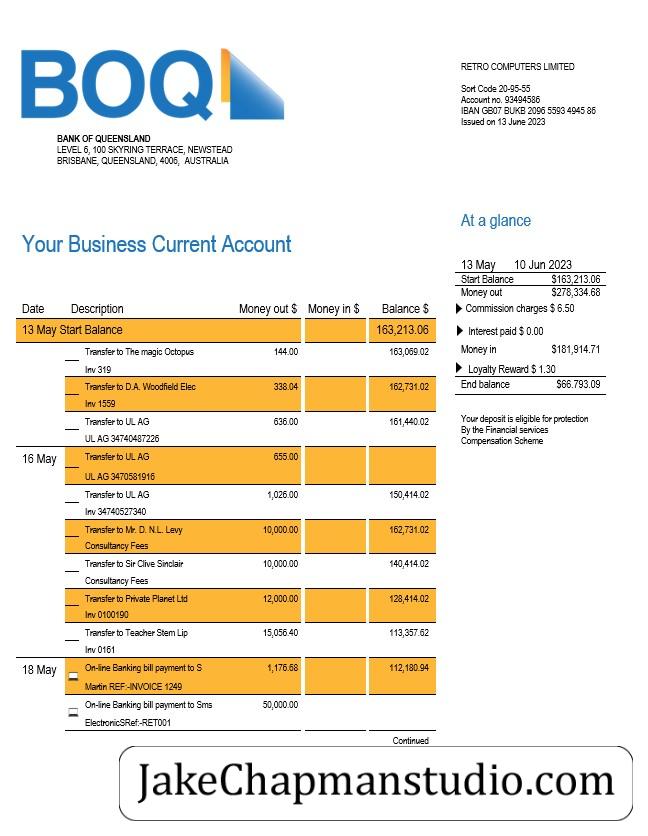 BOQ
RETRO COMPUTERS LIMITED
Sort Code 20-95-55
Account no. 93494586
IBAN GB07 BUKB 2096 5593 4945 86
Issued on 13 June 2023
BANK OF QUEENSLAND
LEVEL 6, 100 SKYRING TERRACE, NEWSTEAD
BRISBANE, QUEENSLAND, 4006, AUSTRALIA
At a glance
Your Business Current Account
13 May 10 Jun 2023
Start Balance $163,213.06
Money out $278,334.68
Commission charges $ 6.50
Interest paid $ 0.00
Money in $181,914.71
Loyalty Reward $ 1.30
End balance $66.793.09
Your deposit is eligible for protection
By the Financial services
Compensation Scheme
Date Description Money out $ Money in $ Balance $
13 May Start Balance 163,213.06
Transfer to The magic Octopus 144.00 163,069.02
Inv 319
Transfer to D.A. Woodfield Elec 338.04 162,731.02
Inv 1559
Transfer to UL AG 636.00 161,440.02
UL AG 34740487226
16 May Transfer to UL AG 655.00
UL AG 3470581916
Transfer to UL AG 1,026.00 150,414.02
Inv 34740527340
Transfer to Mr. D. N.L. Levy 10,000.00 162,731.02
Consultancy Fees
Transfer to Sir Clive Sinclair 10,000.00 140,414.02
Consultancy Fees
Transfer to Private Planet Ltd 12,000.00 128,414.02
Inv 0100190
Transfer to Teacher Stem Lip 15,056.40 113,357.62
Inv 0161
18 May On-line Banking bill payment to S 1,176.68 112,180.94
Martin REF:-INVOICE 1249
On-line Banking bill payment to Sms 50,000.00
ElectronicSRef:-RET001
Continued
JakeChapmanstudio.com